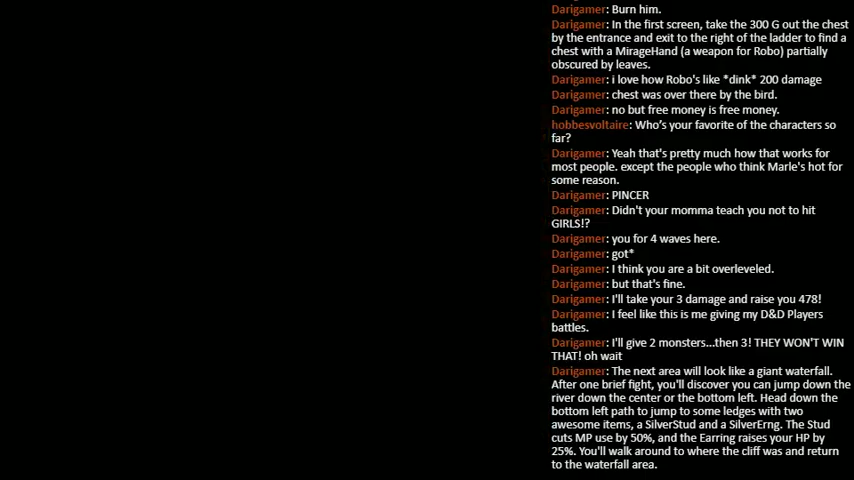 Darigamer: Burn him.
Darigamer: In the first screen, take the 300 G out the chest
by the entrance and exit to the right of the ladder to find a
chest with a MirageHand (a weapon for Robo) partially
obscured by leaves.
Darigamer: i love how Robo's like *dink* 200 damage
Darigamer: chest was over there by the bird.
Darigamer: no but free money is free money.
hobbesvoltaire: Who's your favorite of the characters so
far?
Darigamer: Yeah that's pretty much how that works for
most people. except the people who think Marle's hot for
some reason.
Darigamer: PINCER
Darigamer: Didn't your momma teach you not to hit
GIRLS!?
Darigamer: you for 4 waves here.
Darigamer: got*
Darigamer: I think you are a bit overleveled.
Darigamer: but that's fine.
Darigamer: I'll take your 3 damage and raise you 478!
Darigamer: I feel like this is me giving my D&D Players
battles.
Darigamer: I'll give 2 monsters...then 3! THEY WON'T WIN
THAT! oh wait
Darigamer: The next area will look like a giant waterfall.
After one brief fight, you'll discover you can jump down the
river down the center or the bottom left. Head down the
bottom left path to jump to some ledges with two
awesome items, a SilverStud and a SilverErng. The Stud
cuts MP use by 50%, and the Earring raises your HP by
25%. You'll walk around to where the cliff was and return
to the waterfall area.